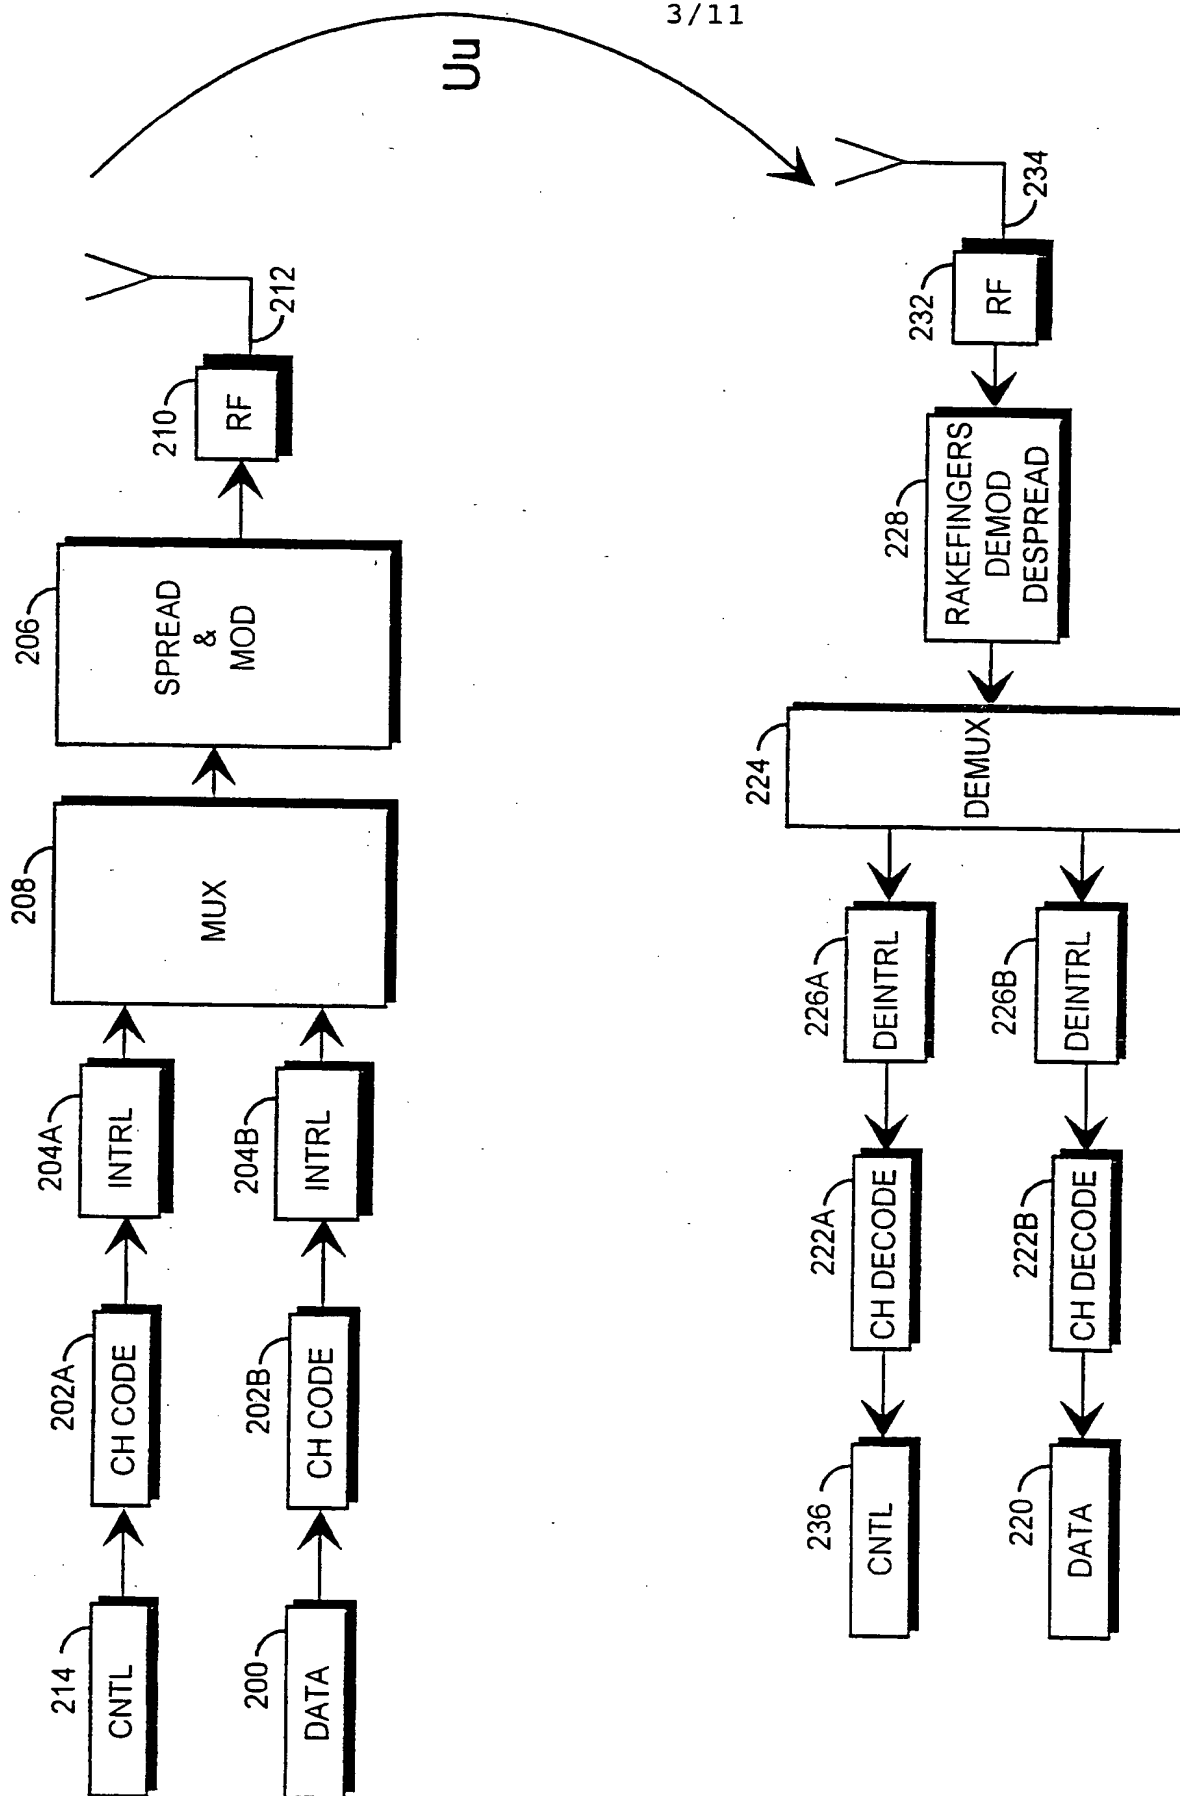 3/11
Uu
214
CNTL
202A
CH CODE
204A
INTRL
200
DATA
202B
CH CODE
204B
INTRL
208
MUX
206
SPREAD
&
MOD
210
RF
212
236
CNTL
222A
CH DECODE
226A
DEINTRL
220
DATA
222B
CH DECODE
226B
DEINTRL
224
DEMUX
228
RAKEFINGERS
DEMOD
DESPREAD
232
RF
234